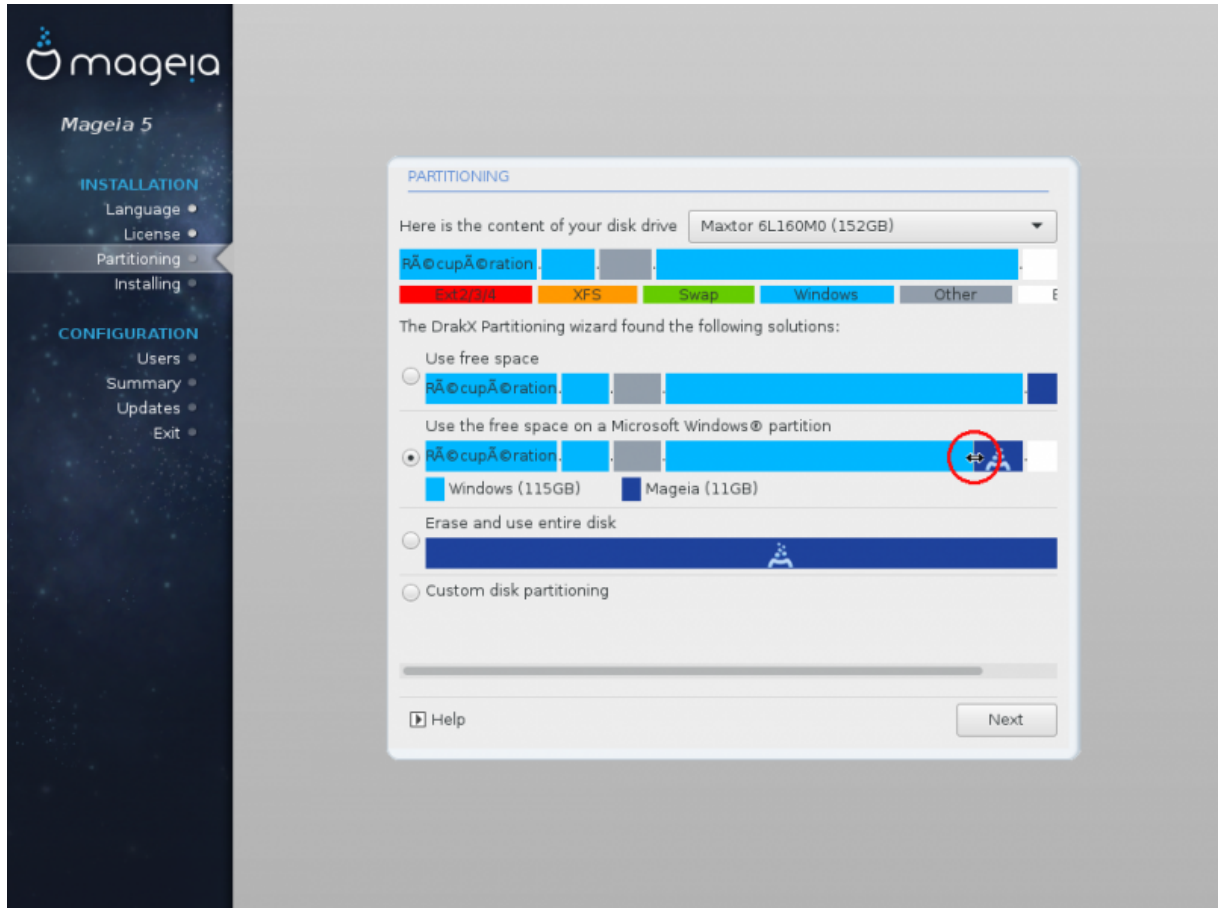 mageia
Mageia 5
INSTALLATION
Language
License
Partitioning
Installing
CONFIGURATION
Users
Summary
Updates
Exit
PARTITIONING
Here is the content of your disk drive Maxtor 6L160M0 (152GB)
RÃ©cupÃ©ration
Ext2/3/4 XFS Swap Windows Other E
The DrakX Partitioning wizard found the following solutions:
Use free space
RÃ©cupÃ©ration
Use the free space on a Microsoft Windows® partition
RÃ©cupÃ©ration
Windows (115GB) Mageia (11GB)
Erase and use entire disk
Custom disk partitioning
Help Next